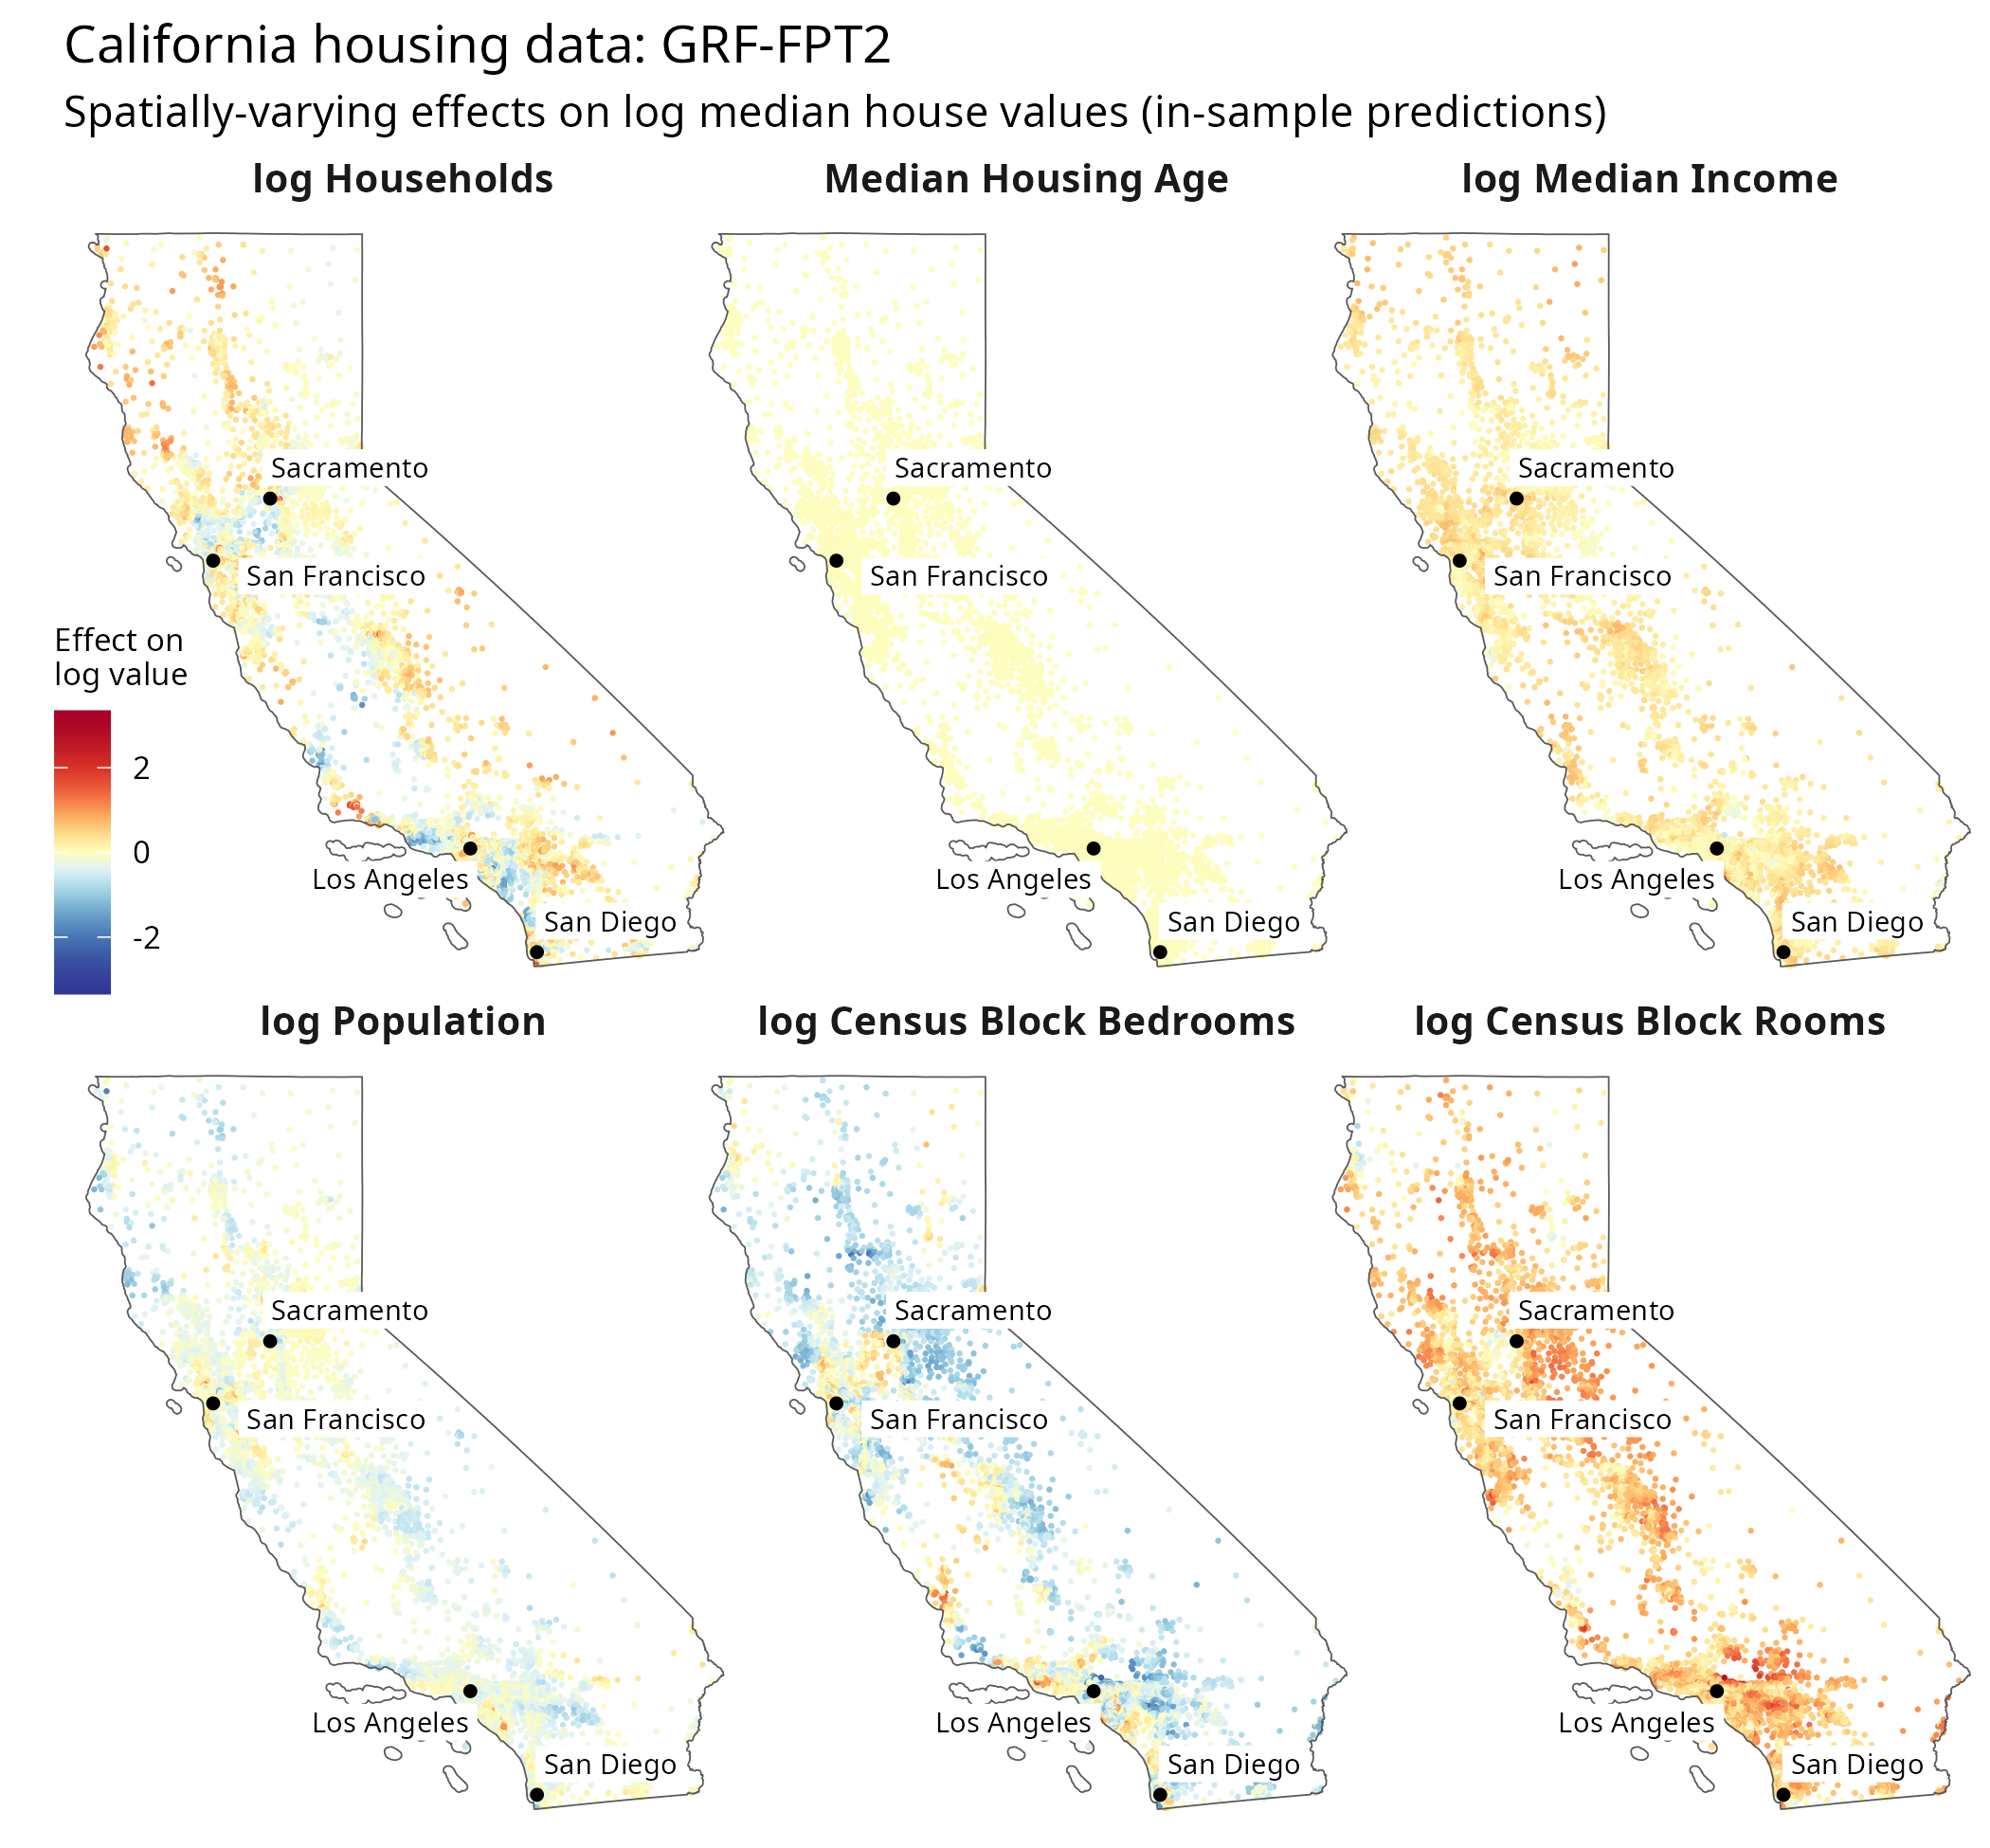 California housing data: GRF-FPT2
Spatially-varying effects on log median house values (in-sample predictions)
log Households
Median Housing Age
log Median Income
Sacramento
San Francisco
Los Angeles
San Diego
Sacramento
San Francisco
Los Angeles
San Diego
Sacramento
San Francisco
Los Angeles
San Diego
Effect on
log value
2
0
-2
log Population
log Census Block Bedrooms
log Census Block Rooms
Sacramento
San Francisco
Los Angeles
San Diego
Sacramento
San Francisco
Los Angeles
San Diego
Sacramento
San Francisco
Los Angeles
San Diego